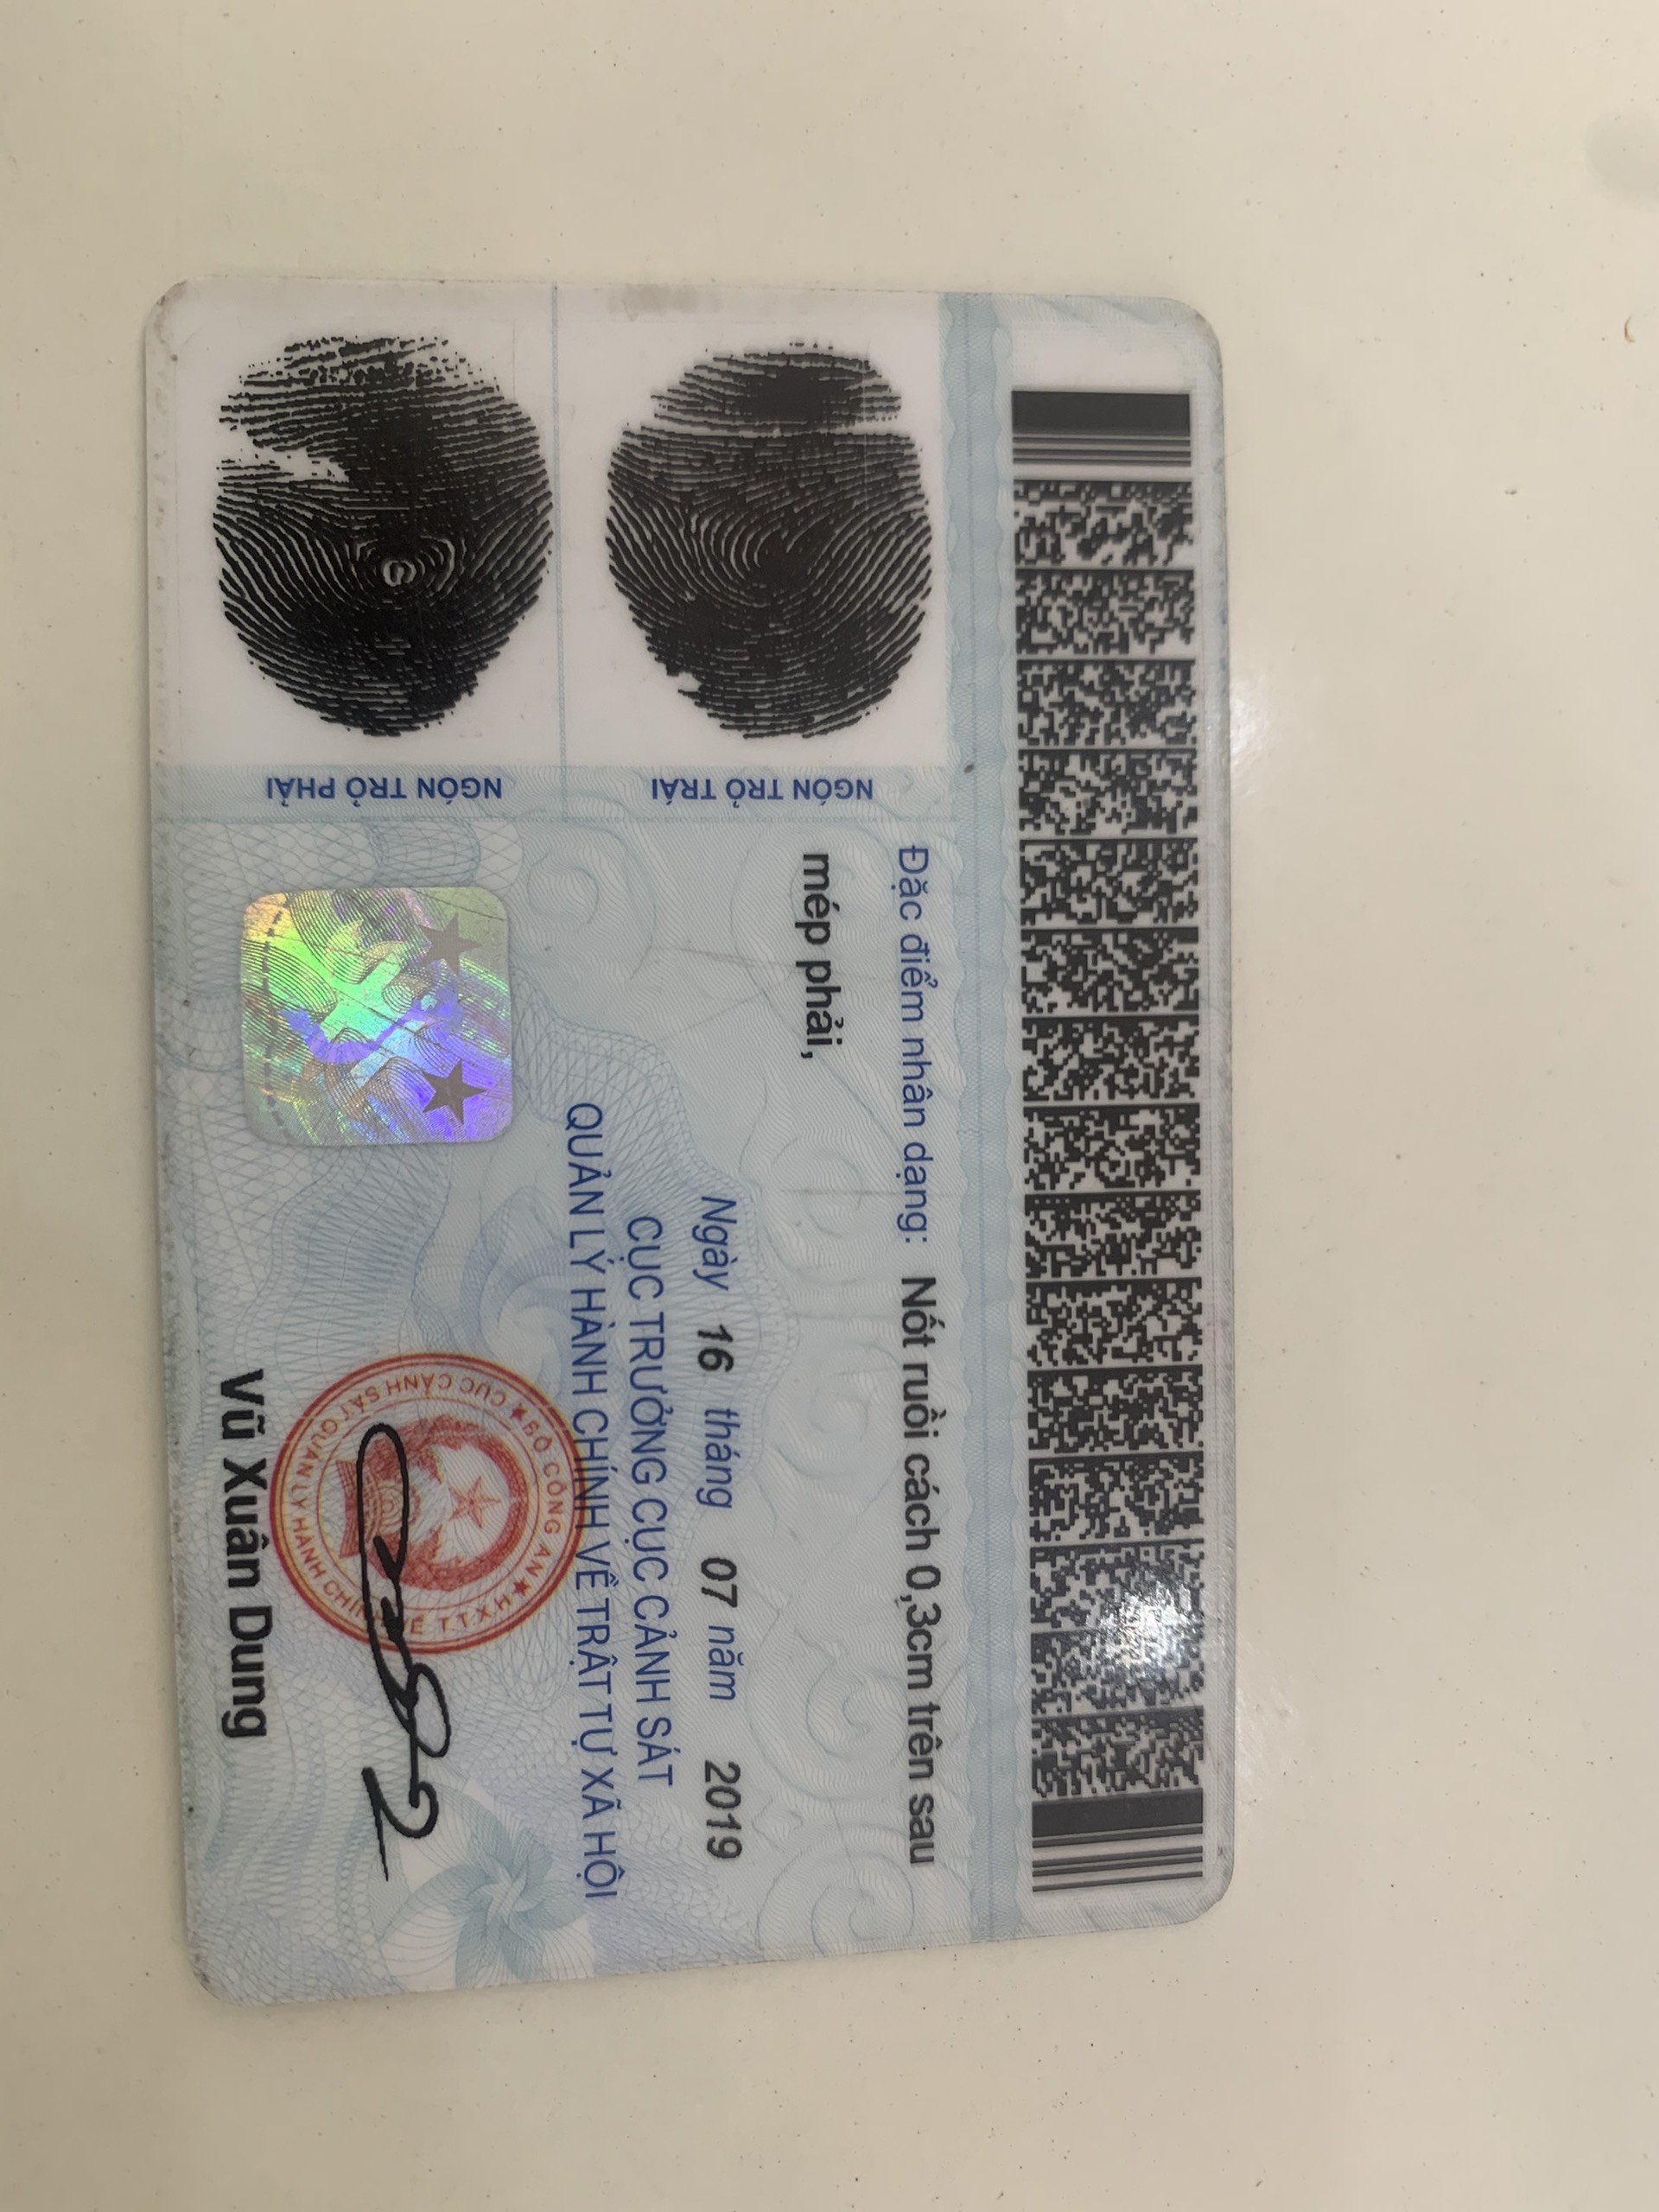 Đặc điểm nhân dạng: Nốt ruồi cách 0,3cm trên sau
mép phải,
NGÓN TRỎ TRÁI
NGÓN TRỎ PHẢI
Ngày 16 tháng 07 năm 2019
CỤC TRƯỞNG CỤC CẢNH SÁT
QUẢN LÝ HÀNH CHÍNH VỀ TRẬT TỰ XÃ HỘI
BỘ CÔNG AN
CỤC CẢNH SÁT QUẢN LÝ HÀNH CHÍNH VỀ T.T.X.H
Vũ Xuân Dung